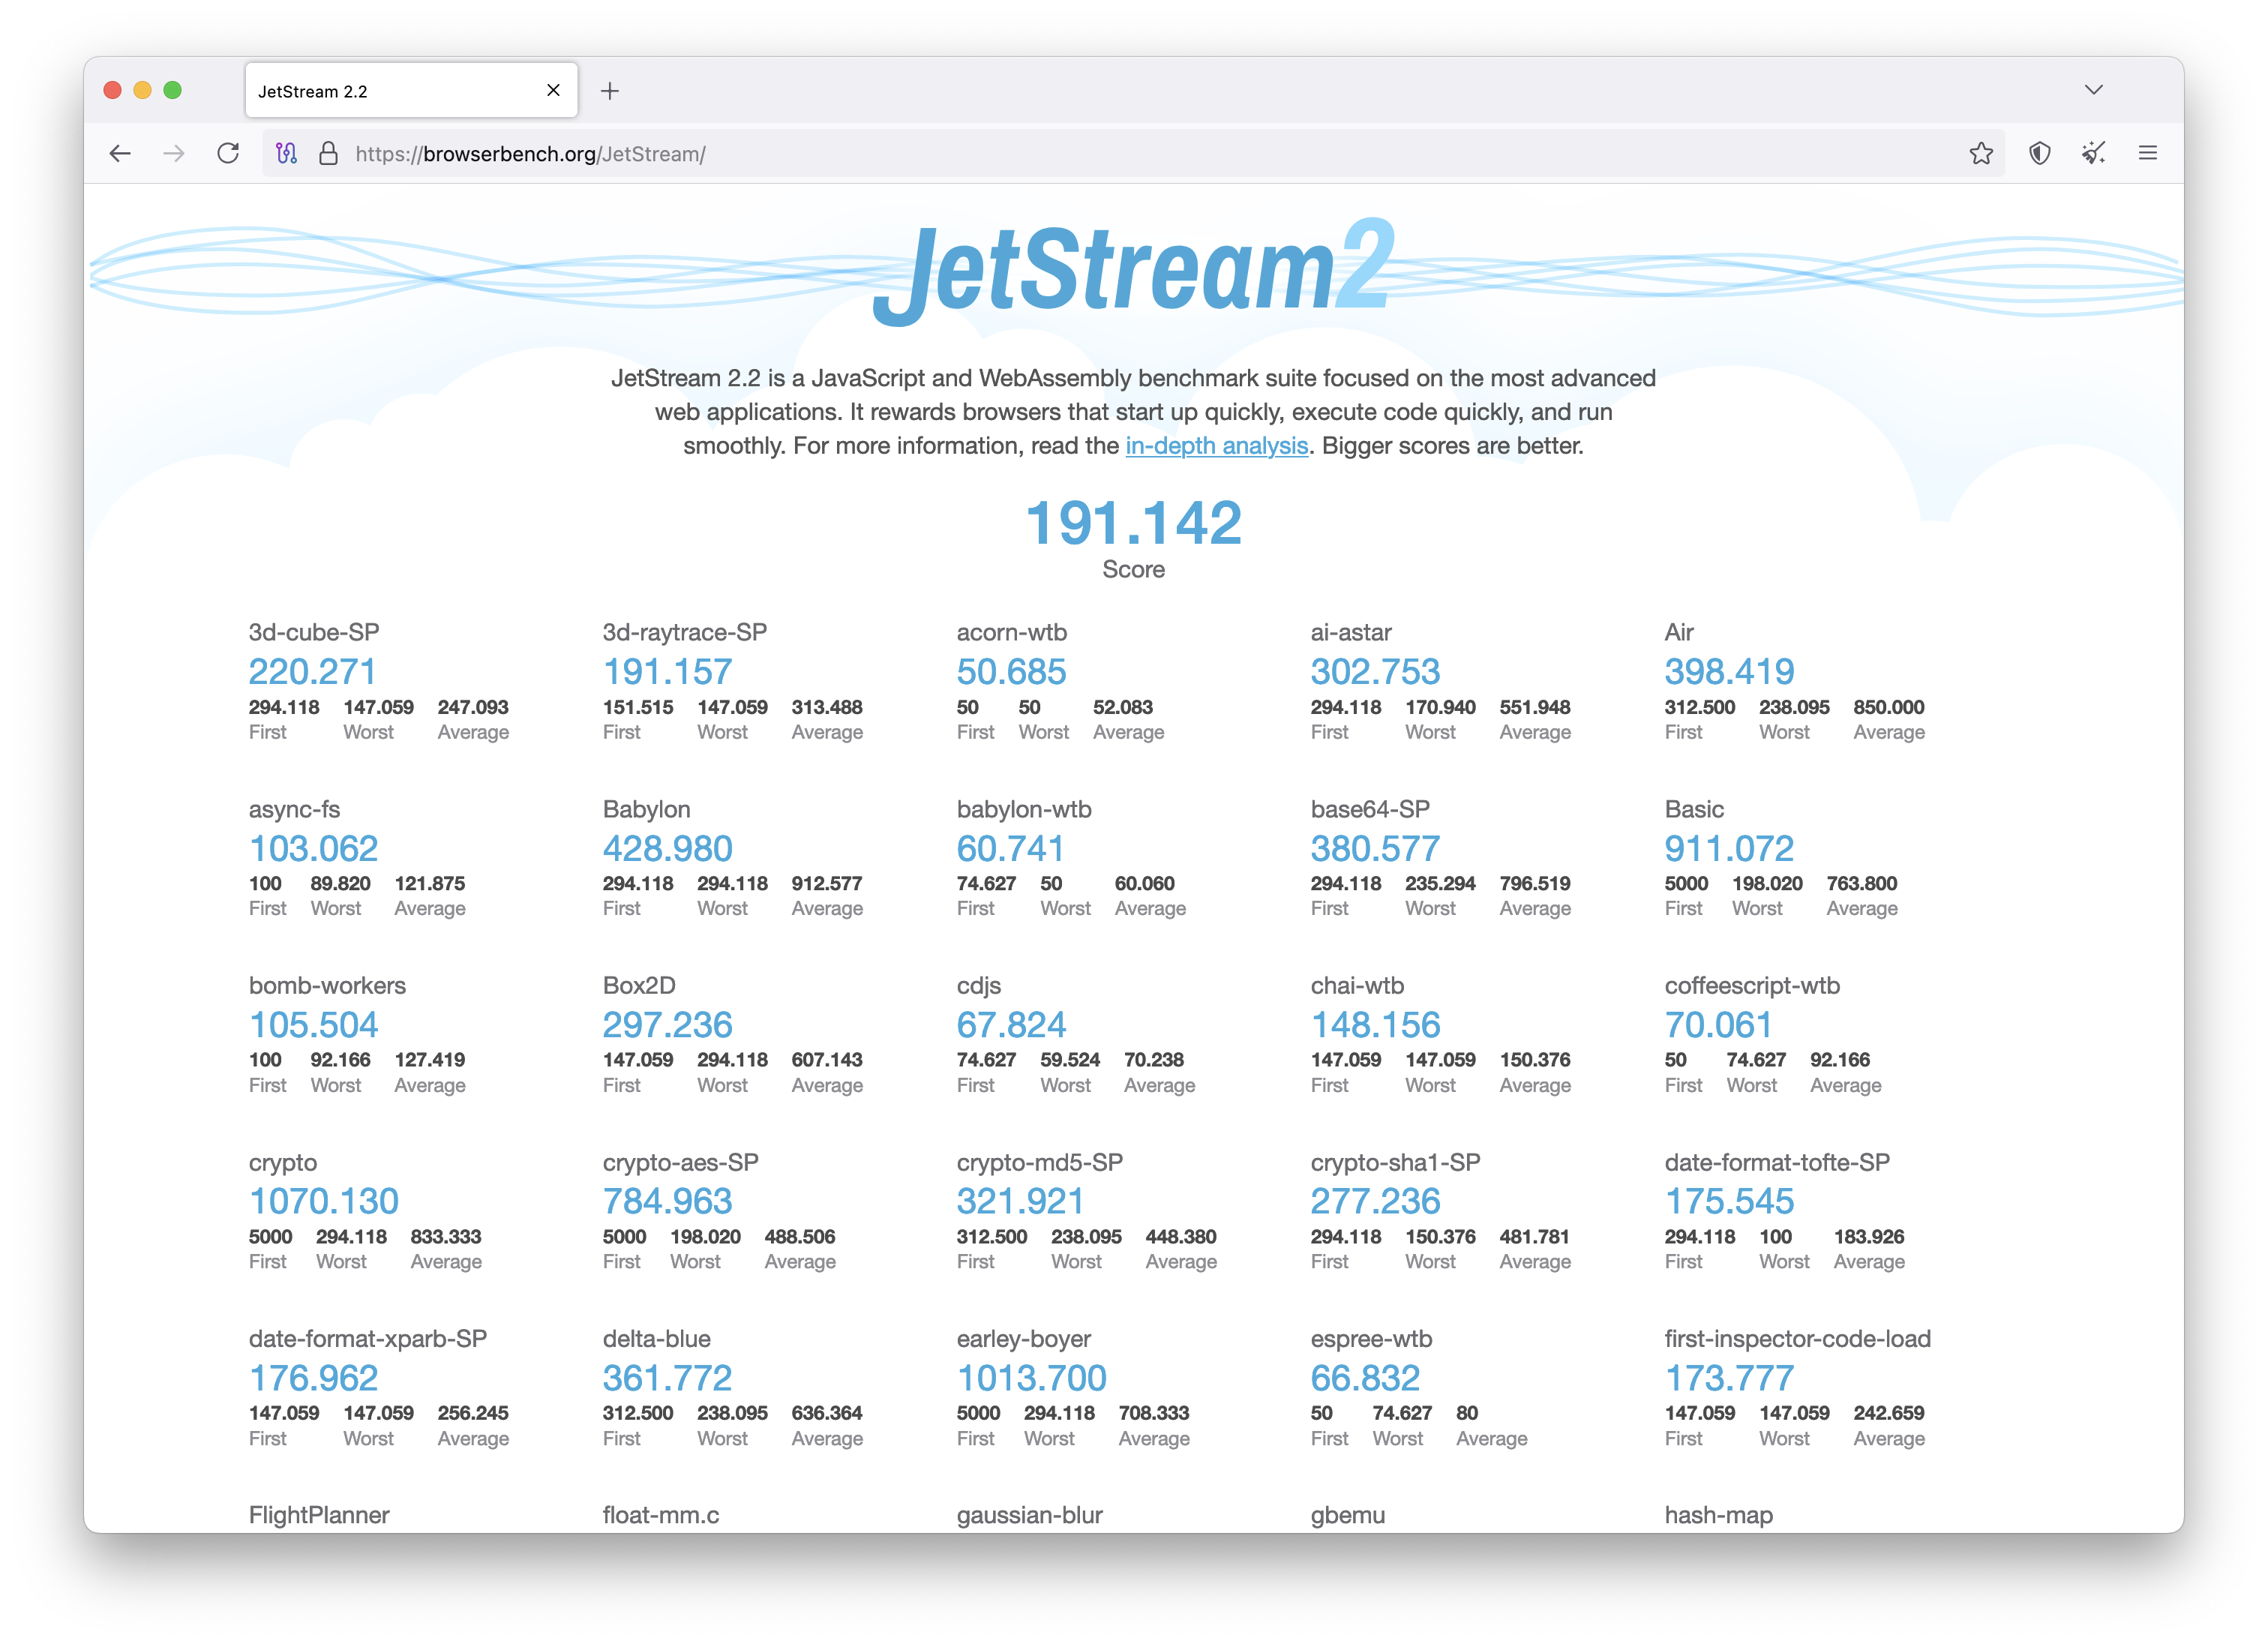 JetStream 2.2
https://browserbench.org/JetStream/
JetStream2
JetStream 2.2 is a JavaScript and WebAssembly benchmark suite focused on the most advanced
web applications. It rewards browsers that start up quickly, execute code quickly, and run
smoothly. For more information, read the in-depth analysis. Bigger scores are better.
191.142
Score
3d-cube-SP 3d-raytrace-SP acorn-wtb ai-astar Air
220.271 191.157 50.685 302.753 398.419
294.118 147.059 247.093 151.515 147.059 313.488 50 50 52.083 294.118 170.940 551.948 312.500 238.095 850.000
First Worst Average First Worst Average First Worst Average First Worst Average First Worst Average
async-fs Babylon babylon-wtb base64-SP Basic
103.062 428.980 60.741 380.577 911.072
100 89.820 121.875 294.118 294.118 912.577 74.627 50 60.060 294.118 235.294 796.519 5000 198.020 763.800
First Worst Average First Worst Average First Worst Average First Worst Average First Worst Average
bomb-workers Box2D cdjs chai-wtb coffeescript-wtb
105.504 297.236 67.824 148.156 70.061
100 92.166 127.419 147.059 294.118 607.143 74.627 59.524 70.238 147.059 147.059 150.376 50 74.627 92.166
First Worst Average First Worst Average First Worst Average First Worst Average First Worst Average
crypto crypto-aes-SP crypto-md5-SP crypto-sha1-SP date-format-tofte-SP
1070.130 784.963 321.921 277.236 175.545
5000 294.118 833.333 5000 198.020 488.506 312.500 238.095 448.380 294.118 150.376 481.781 294.118 100 183.926
First Worst Average First Worst Average First Worst Average First Worst Average First Worst Average
date-format-xparb-SP delta-blue earley-boyer espree-wtb first-inspector-code-load
176.962 361.772 1013.700 66.832 173.777
147.059 147.059 256.245 312.500 238.095 636.364 5000 294.118 708.333 50 74.627 80 147.059 147.059 242.659
First Worst Average First Worst Average First Worst Average First Worst Average First Worst Average
FlightPlanner float-mm.c gaussian-blur gbemu hash-map